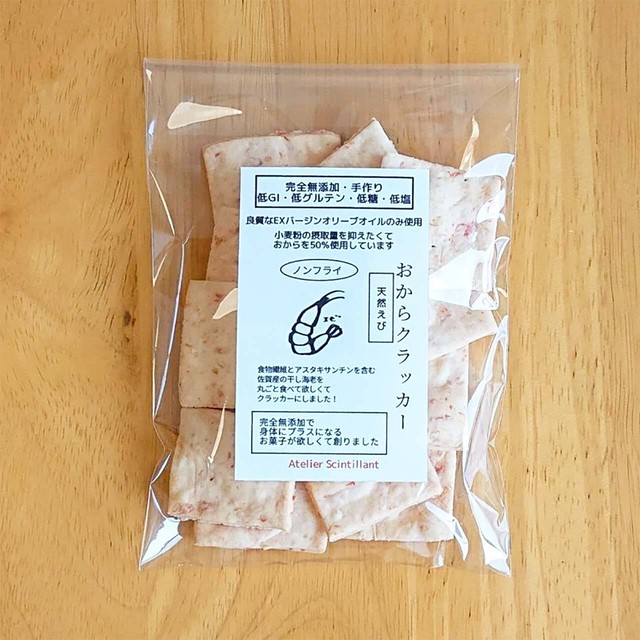 完全無添加・手作り
低GI・低グルテン・低糖・低塩
良質なEXバージンオリーブオイルのみ使用
小麦粉の摂取量を抑えたくて
おからを50%使用しています
ノンフライ
おからクラッカー
天然えび
エビ
食物繊維とアスタキサンチンを含む
佐賀産の干し海老を
丸ごと食べて欲しくて
クラッカーにしました！
完全無添加で
身体にプラスになる
お菓子が欲しくて創りました
Atelier Scintillant